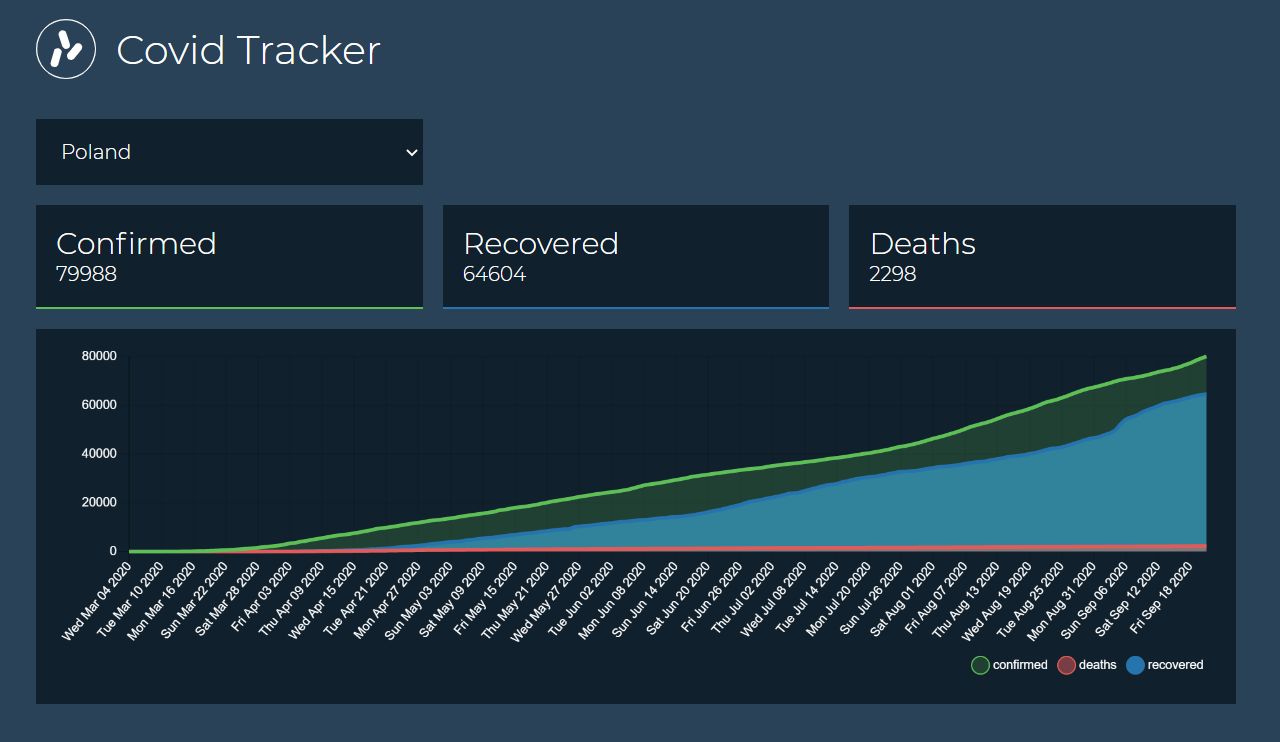 Covid Tracker
Poland
Confirmed
79988
Recovered
64604
Deaths
2298
80000
60000
40000
20000
0
Wed Mar 04 2020
Tue Mar 10 2020
Mon Mar 16 2020
Sun Mar 22 2020
Sat Mar 28 2020
Fri Apr 03 2020
Thu Apr 09 2020
Wed Apr 15 2020
Tue Apr 21 2020
Mon Apr 27 2020
Sun May 03 2020
Sat May 09 2020
Fri May 15 2020
Thu May 21 2020
Wed May 27 2020
Tue Jun 02 2020
Mon Jun 08 2020
Sun Jun 14 2020
Sat Jun 20 2020
Fri Jun 26 2020
Thu Jul 02 2020
Wed Jul 08 2020
Tue Jul 14 2020
Mon Jul 20 2020
Sun Jul 26 2020
Sat Aug 01 2020
Fri Aug 07 2020
Thu Aug 13 2020
Wed Aug 19 2020
Tue Aug 25 2020
Mon Aug 31 2020
Sun Sep 06 2020
Sat Sep 12 2020
Fri Sep 18 2020
confirmed deaths recovered